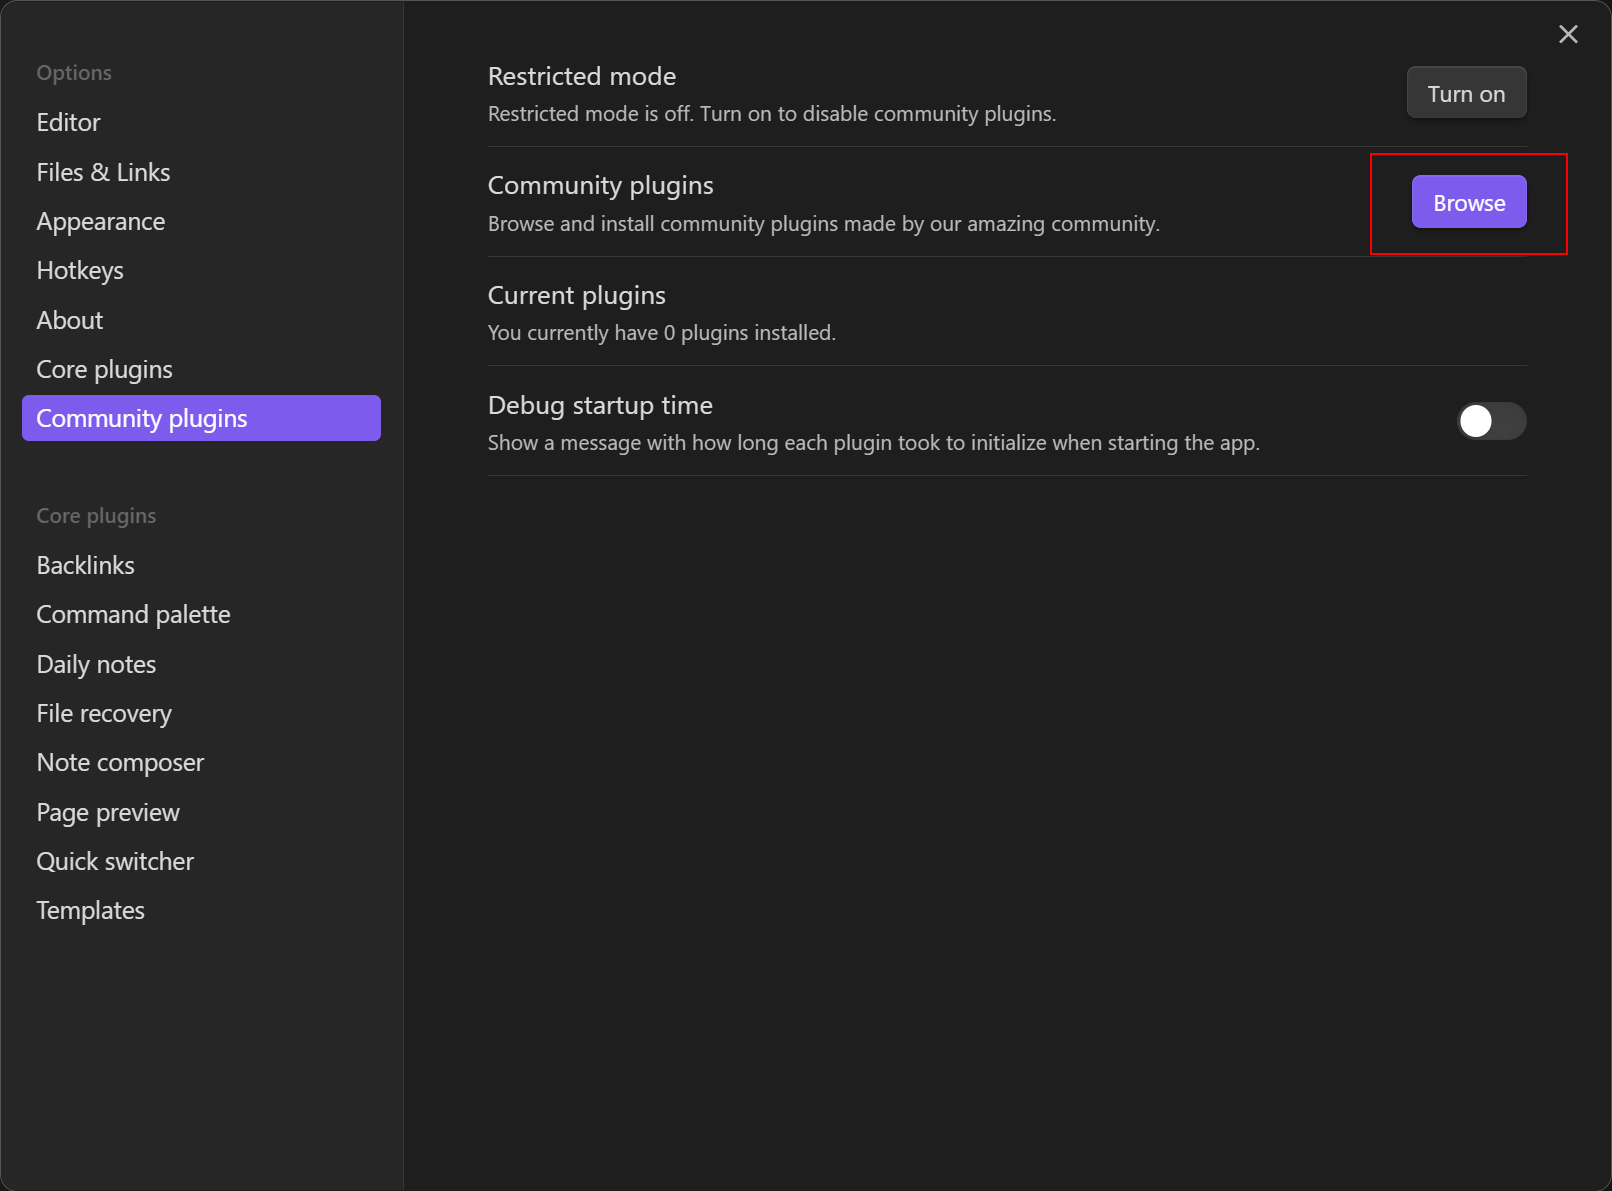 Options
Editor
Files & Links
Appearance
Hotkeys
About
Core plugins
Community plugins
Core plugins
Backlinks
Command palette
Daily notes
File recovery
Note composer
Page preview
Quick switcher
Templates
Restricted mode
Restricted mode is off. Turn on to disable community plugins.
Turn on
Community plugins
Browse and install community plugins made by our amazing community.
Browse
Current plugins
You currently have 0 plugins installed.
Debug startup time
Show a message with how long each plugin took to initialize when starting the app.